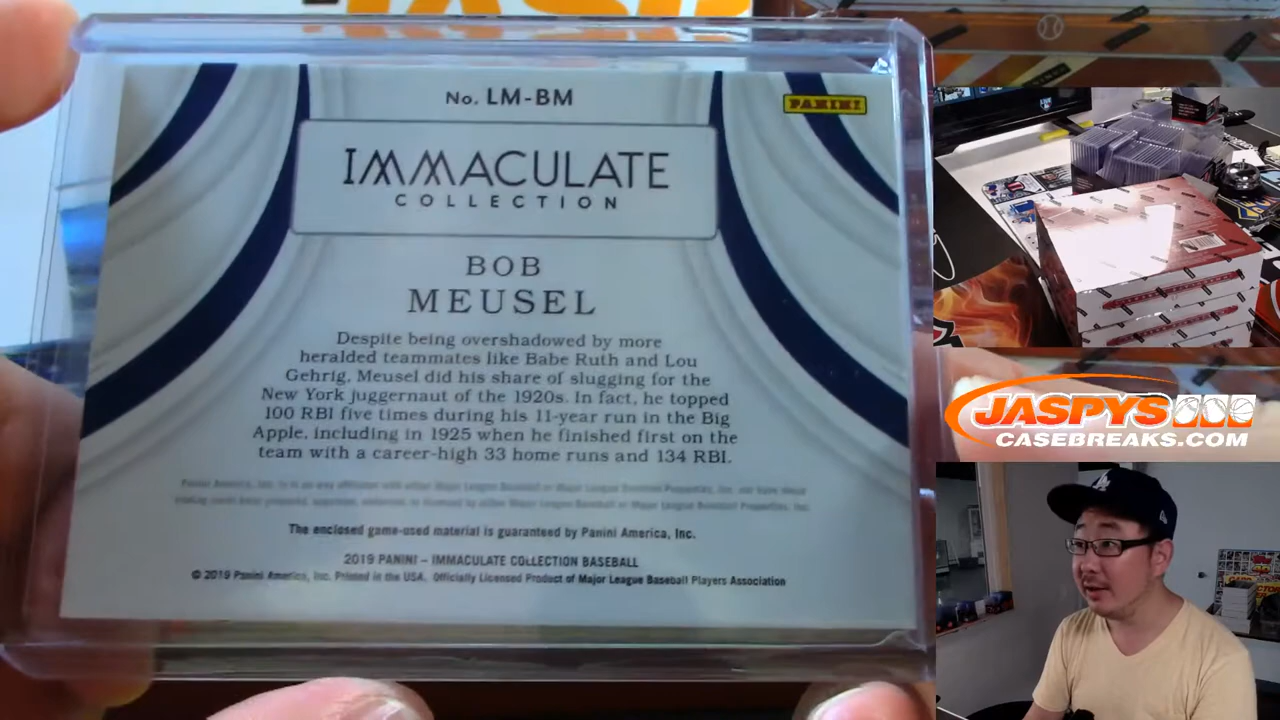 JASPYS
No. LM-BM
PANINI
IMMACULATE
COLLECTION
BOB
MEUSEL
Despite being overshadowed by more
heralded teammates like Babe Ruth and Lou
Gehrig, Meusel did his share of slugging for the
New York juggernaut of the 1920s. In fact, he topped
100 RBI five times during his 11-year run in the Big
Apple, including in 1925 when he finished first on the
team with a career-high 33 home runs and 134 RBI.
The enclosed game-used material is guaranteed by Panini America, Inc.
2019 PANINI – IMMACULATE COLLECTION BASEBALL
© 2019 Panini America, Inc. Printed in the USA. Officially Licensed Product of Major League Baseball Players Association
JASPYS
CASEBREAKS.COM
LA